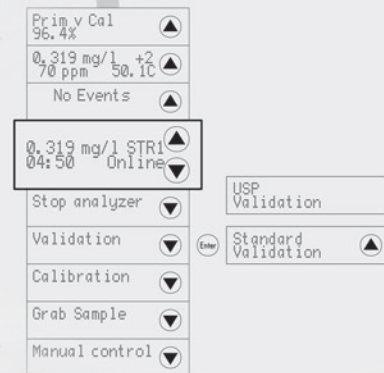 Prim v Cal
96.4%
0.319 mg/l +2
70 ppm 50.1C
No Events
0.319 mg/l STR1
04:50 Online
Stop analyzer
USP
Validation
Validation
Enter
Standard
Validation
Calibration
Grab Sample
Manual control